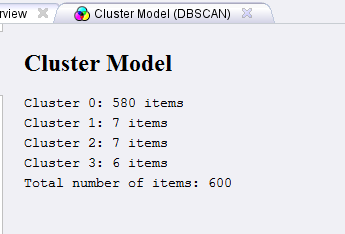 rview
Cluster Model (DBSCAN)
Cluster Model
Cluster 0: 580 items
Cluster 1: 7 items
Cluster 2: 7 items
Cluster 3: 6 items
Total number of items: 600